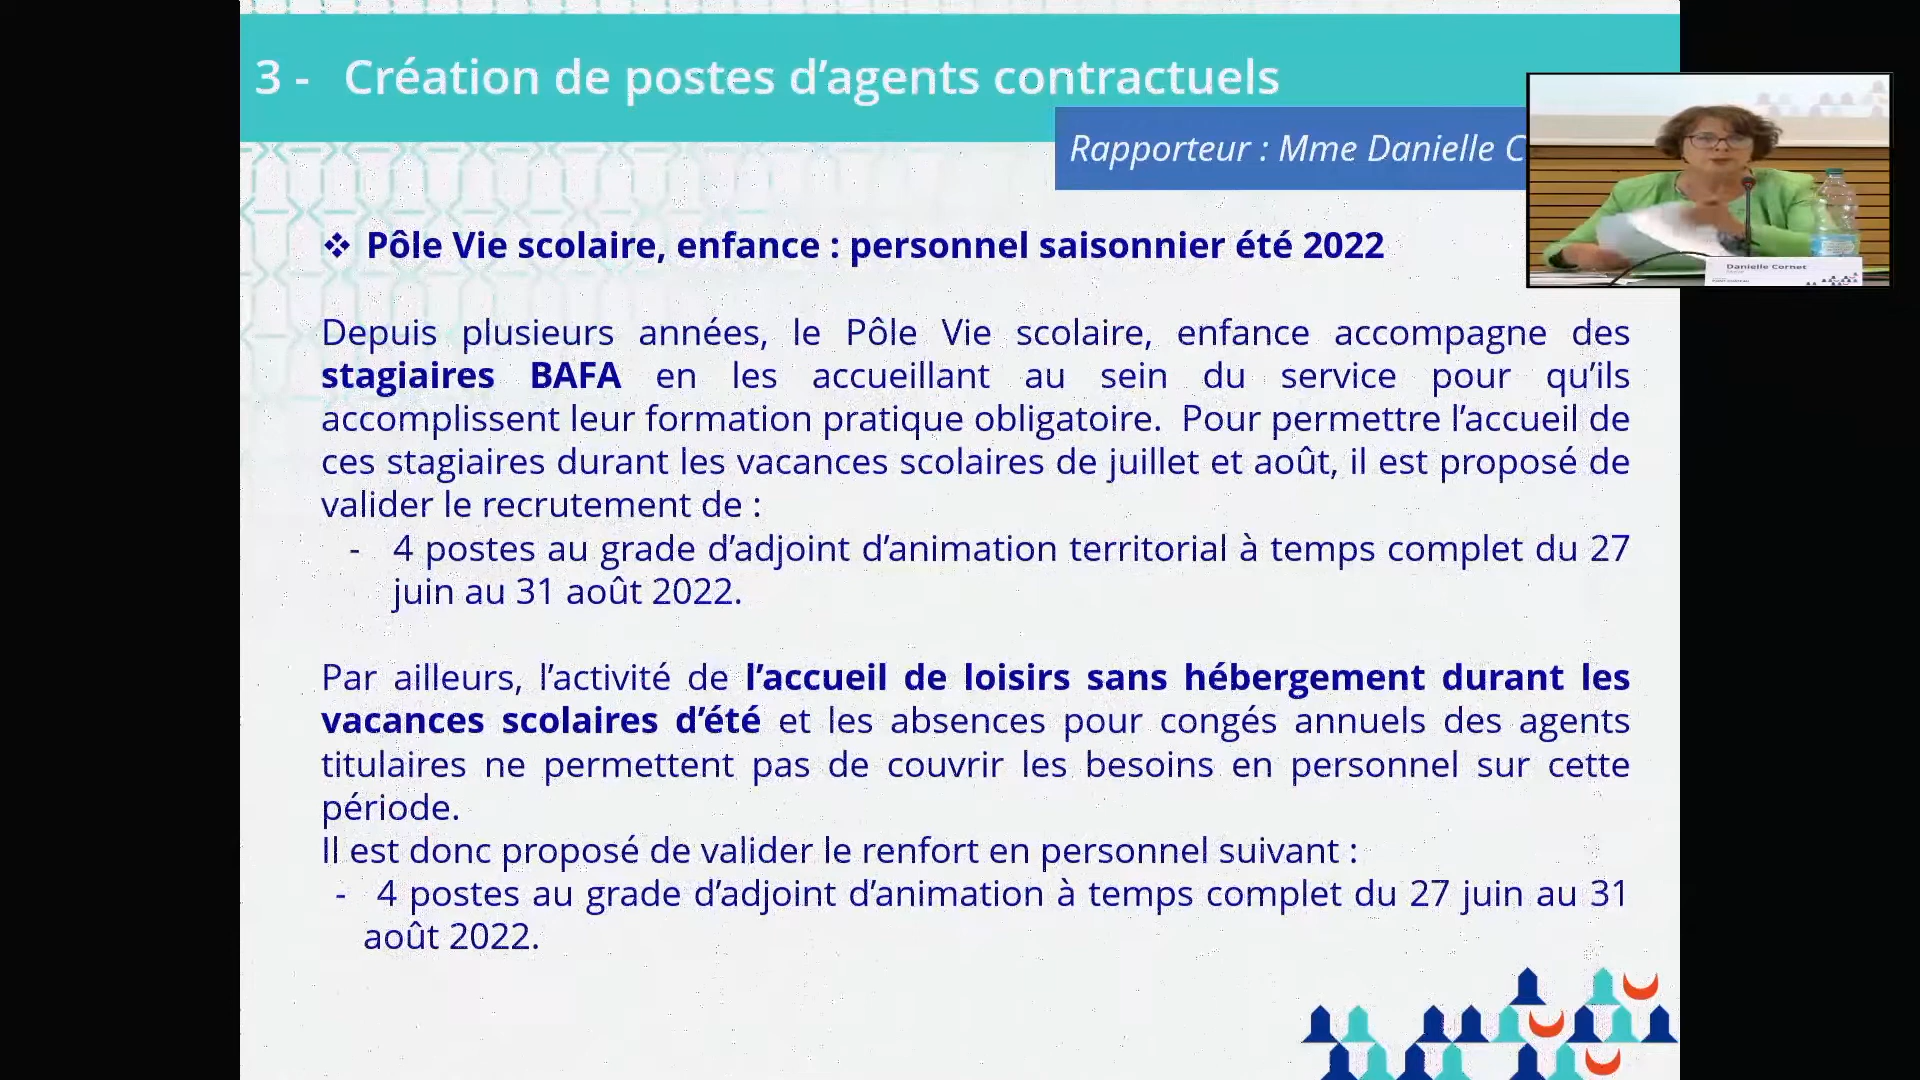 3 - Création de postes d’agents contractuels
Rapporteur : Mme Danielle C
❖ Pôle Vie scolaire, enfance : personnel saisonnier été 2022
Depuis plusieurs années, le Pôle Vie scolaire, enfance accompagne des
stagiaires BAFA en les accueillant au sein du service pour qu’ils
accomplissent leur formation pratique obligatoire. Pour permettre l’accueil de
ces stagiaires durant les vacances scolaires de juillet et août, il est proposé de
valider le recrutement de :
- 4 postes au grade d’adjoint d’animation territorial à temps complet du 27
juin au 31 août 2022.
Par ailleurs, l’activité de l’accueil de loisirs sans hébergement durant les
vacances scolaires d’été et les absences pour congés annuels des agents
titulaires ne permettent pas de couvrir les besoins en personnel sur cette
période.
Il est donc proposé de valider le renfort en personnel suivant :
- 4 postes au grade d’adjoint d’animation à temps complet du 27 juin au 31
août 2022.
Danielle Cornet